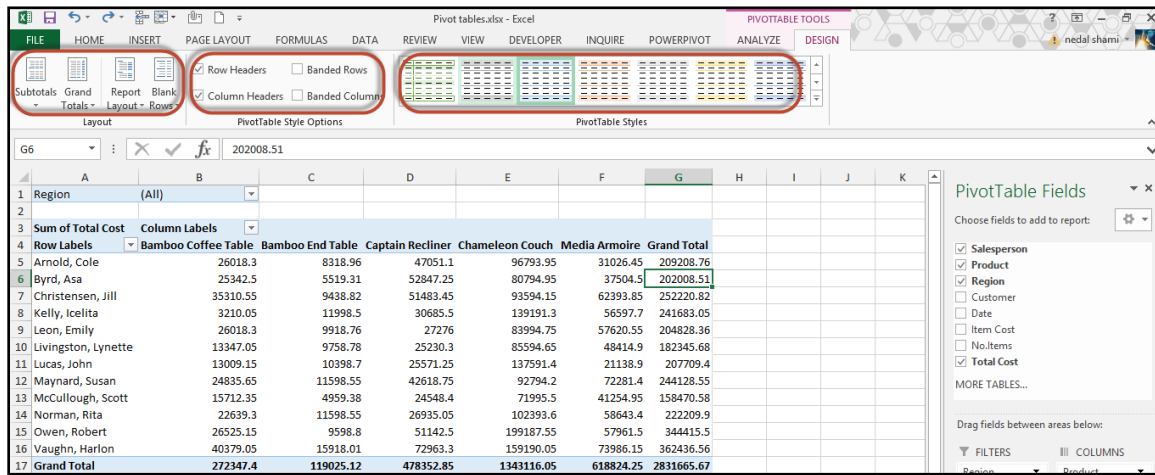 Pivot tables.xlsx - Excel
PIVOTTABLE TOOLS
?
FILE HOME INSERT PAGE LAYOUT FORMULAS DATA REVIEW VIEW DEVELOPER INQUIRE POWERPIVOT ANALYZE DESIGN nedal shami
Row Headers Banded Rows
Subtotals Grand Totals Report Layout Blank Rows
Column Headers Banded Columns
Layout PivotTable Style Options PivotTable Styles
G6 fx 202008.51
A B C D E F G H I J K
1 Region (All)
2
3 Sum of Total Cost Column Labels
4 Row Labels Bamboo Coffee Table Bamboo End Table Captain Recliner Chameleon Couch Media Armoire Grand Total
5 Arnold, Cole 26018.3 8318.96 47051.1 96793.95 31026.45 209208.76
6 Byrd, Asa 25342.5 5519.31 52847.25 80794.95 37504.5 202008.51
7 Christensen, Jill 35310.55 9438.82 51483.45 93594.15 62393.85 252220.82
8 Kelly, Icelita 3210.05 11998.5 30685.5 139191.3 56597.7 241683.05
9 Leon, Emily 26018.3 9918.76 27276 83994.75 57620.55 204828.36
10 Livingston, Lynette 13347.05 9758.78 25230.3 85594.65 48414.9 182345.68
11 Lucas, John 13009.15 10398.7 25571.25 137591.4 21138.9 207709.4
12 Maynard, Susan 24835.65 11598.55 42618.75 92794.2 72281.4 244128.55
13 McCullough, Scott 15712.35 4959.38 24548.4 71995.5 41254.95 158470.58
14 Norman, Rita 22639.3 11598.55 26935.05 102393.6 58643.4 222209.9
15 Owen, Robert 26525.15 9598.8 51142.5 199187.55 57961.5 344415.5
16 Vaughn, Harlon 40379.05 15918.01 72963.3 159190.05 73986.15 362436.56
17 Grand Total 272347.4 119025.12 478352.85 1343116.05 618824.25 2831665.67
PivotTable Fields
Choose fields to add to report:
Salesperson
Product
Region
Customer
Date
Item Cost
No.Items
Total Cost
MORE TABLES...
Drag fields between areas below:
FILTERS COLUMNS
Region Product